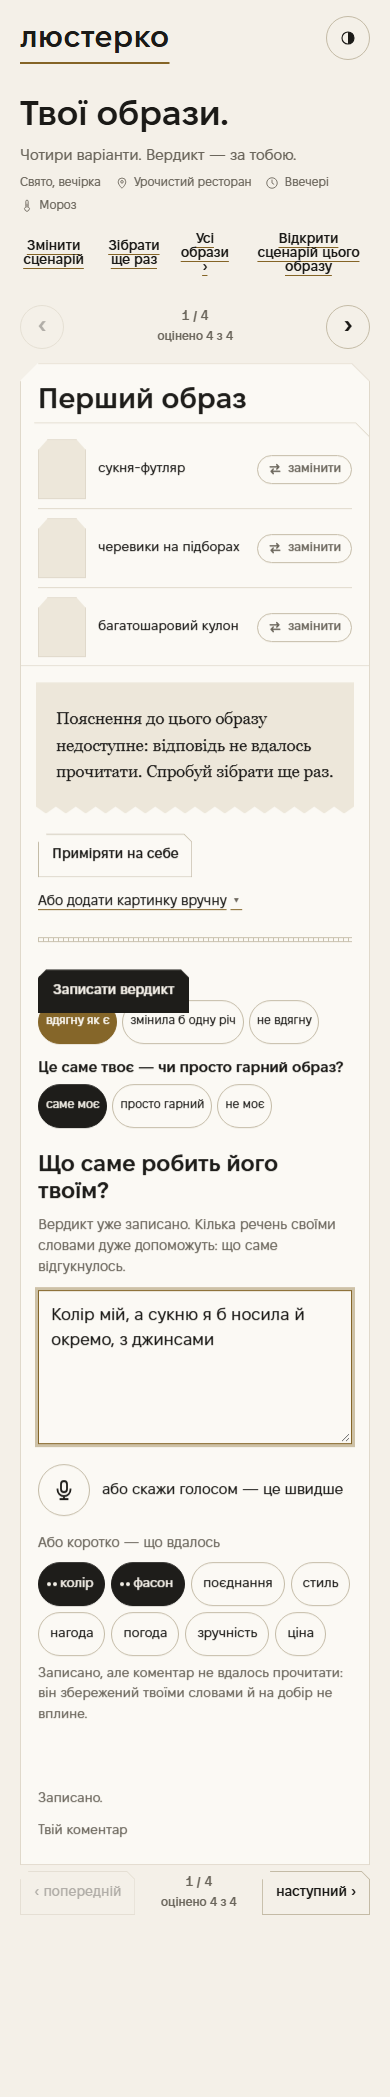 люстерко
Твої образи.
Чотири варіанти. Вердикт — за тобою.
Свято, вечірка Урочистий ресторан Ввечері
Мороз
Змінити сценарій
Зібрати ще раз
Усі образи ›
Відкрити сценарій цього образу
‹ 1 / 4 ›
оцінено 4 з 4
Перший образ
сукня-футляр замінити
черевики на підборах замінити
багатошаровий кулон замінити
Пояснення до цього образу
недоступне: відповідь не вдалось
прочитати. Спробуй зібрати ще раз.
Приміряти на себе
Або додати картинку вручну ▾
Записати вердикт
вдягну як є змінила б одну річ не вдягну
Це саме твоє — чи просто гарний образ?
саме моє просто гарний не моє
Що саме робить його
твоїм?
Вердикт уже записано. Кілька речень своїми
словами дуже допоможуть: що саме
відгукнулось.
Колір мій, а сукню я б носила й
окремо, з джинсами
або скажи голосом — це швидше
Або коротко — що вдалось
колір фасон поєднання стиль
нагода погода зручність ціна
Записано, але коментар не вдалось прочитати:
він збережений твоїми словами й на добір не
вплине.
Записано.
Твій коментар
‹ попередній 1 / 4 наступний ›
оцінено 4 з 4